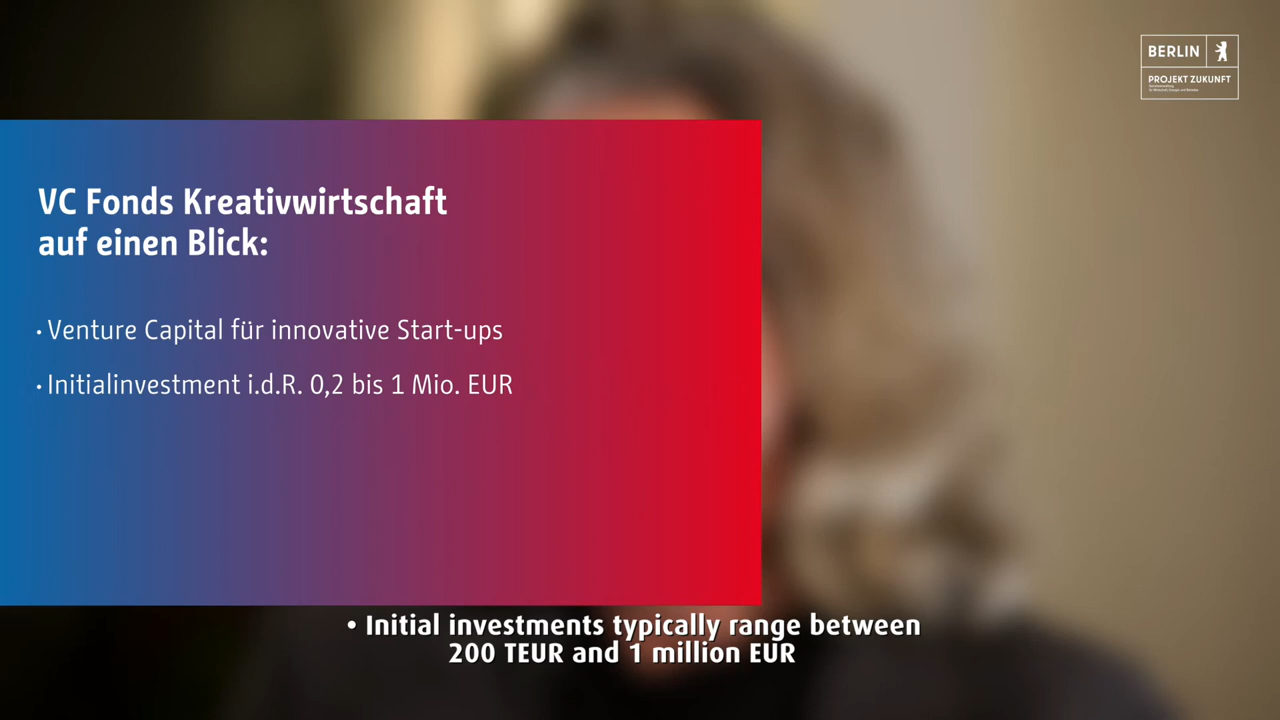 BERLIN
PROJEKT ZUKUNFT
VC Fonds Kreativwirtschaft
auf einen Blick:
• Venture Capital für innovative Start-ups
• Initialinvestment i.d.R. 0,2 bis 1 Mio. EUR
• Initial investments typically range between
200 TEUR and 1 million EUR